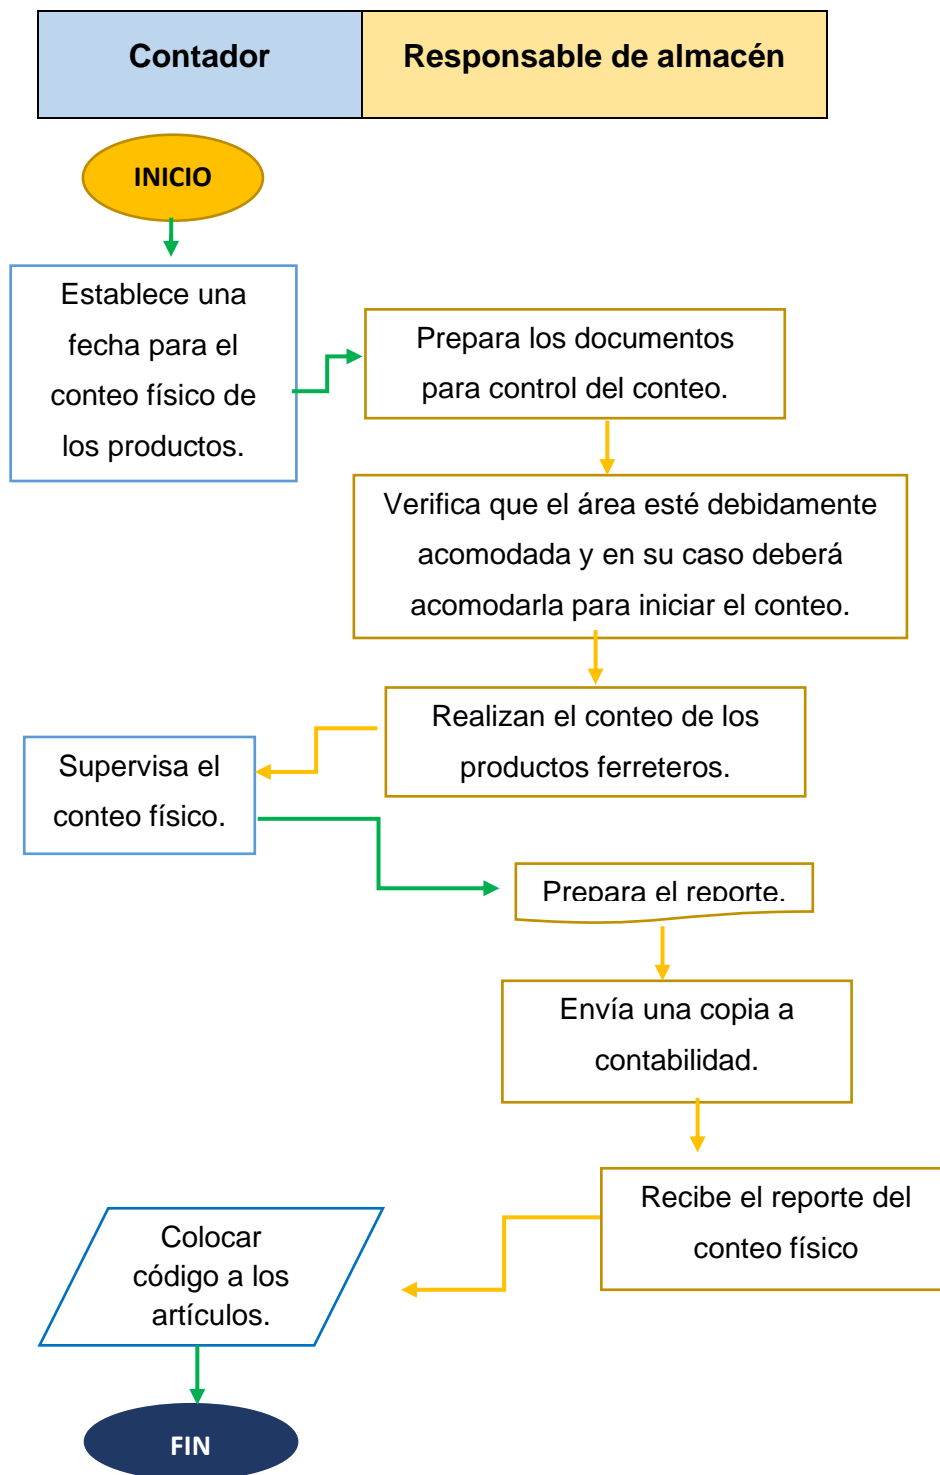 Contador
Responsable de almacén
INICIO
Establece una
fecha para el
conteo físico de
los productos.
Prepara los documentos
para control del conteo.
Verifica que el área esté debidamente
acomodada y en su caso deberá
acomodarla para iniciar el conteo.
Realizan el conteo de los
productos ferreteros.
Supervisa el
conteo físico.
Prepara el reporte.
Envía una copia a
contabilidad.
Recibe el reporte del
conteo físico
Colocar
código a los
artículos.
FIN